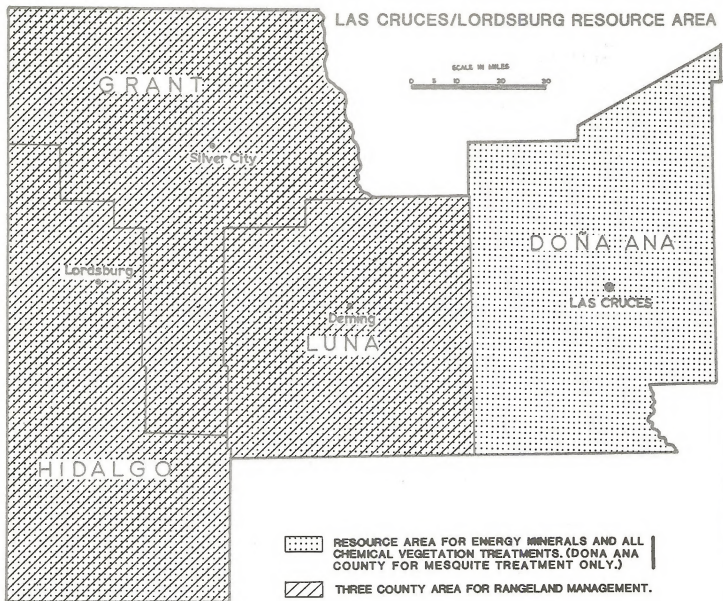 LAS CRUCES/LORDSBURG RESOURCE AREA
SCALE IN MILES
0 5 10 20 30
GRANT
Silver City
DOÑA ANA
LAS CRUCES
Lordsburg
Deming
LUNA
HIDALGO
RESOURCE AREA FOR ENERGY MINERALS AND ALL
CHEMICAL VEGETATION TREATMENTS. (DONA ANA
COUNTY FOR MESQUITE TREATMENT ONLY.)
THREE COUNTY AREA FOR RANGELAND MANAGEMENT.